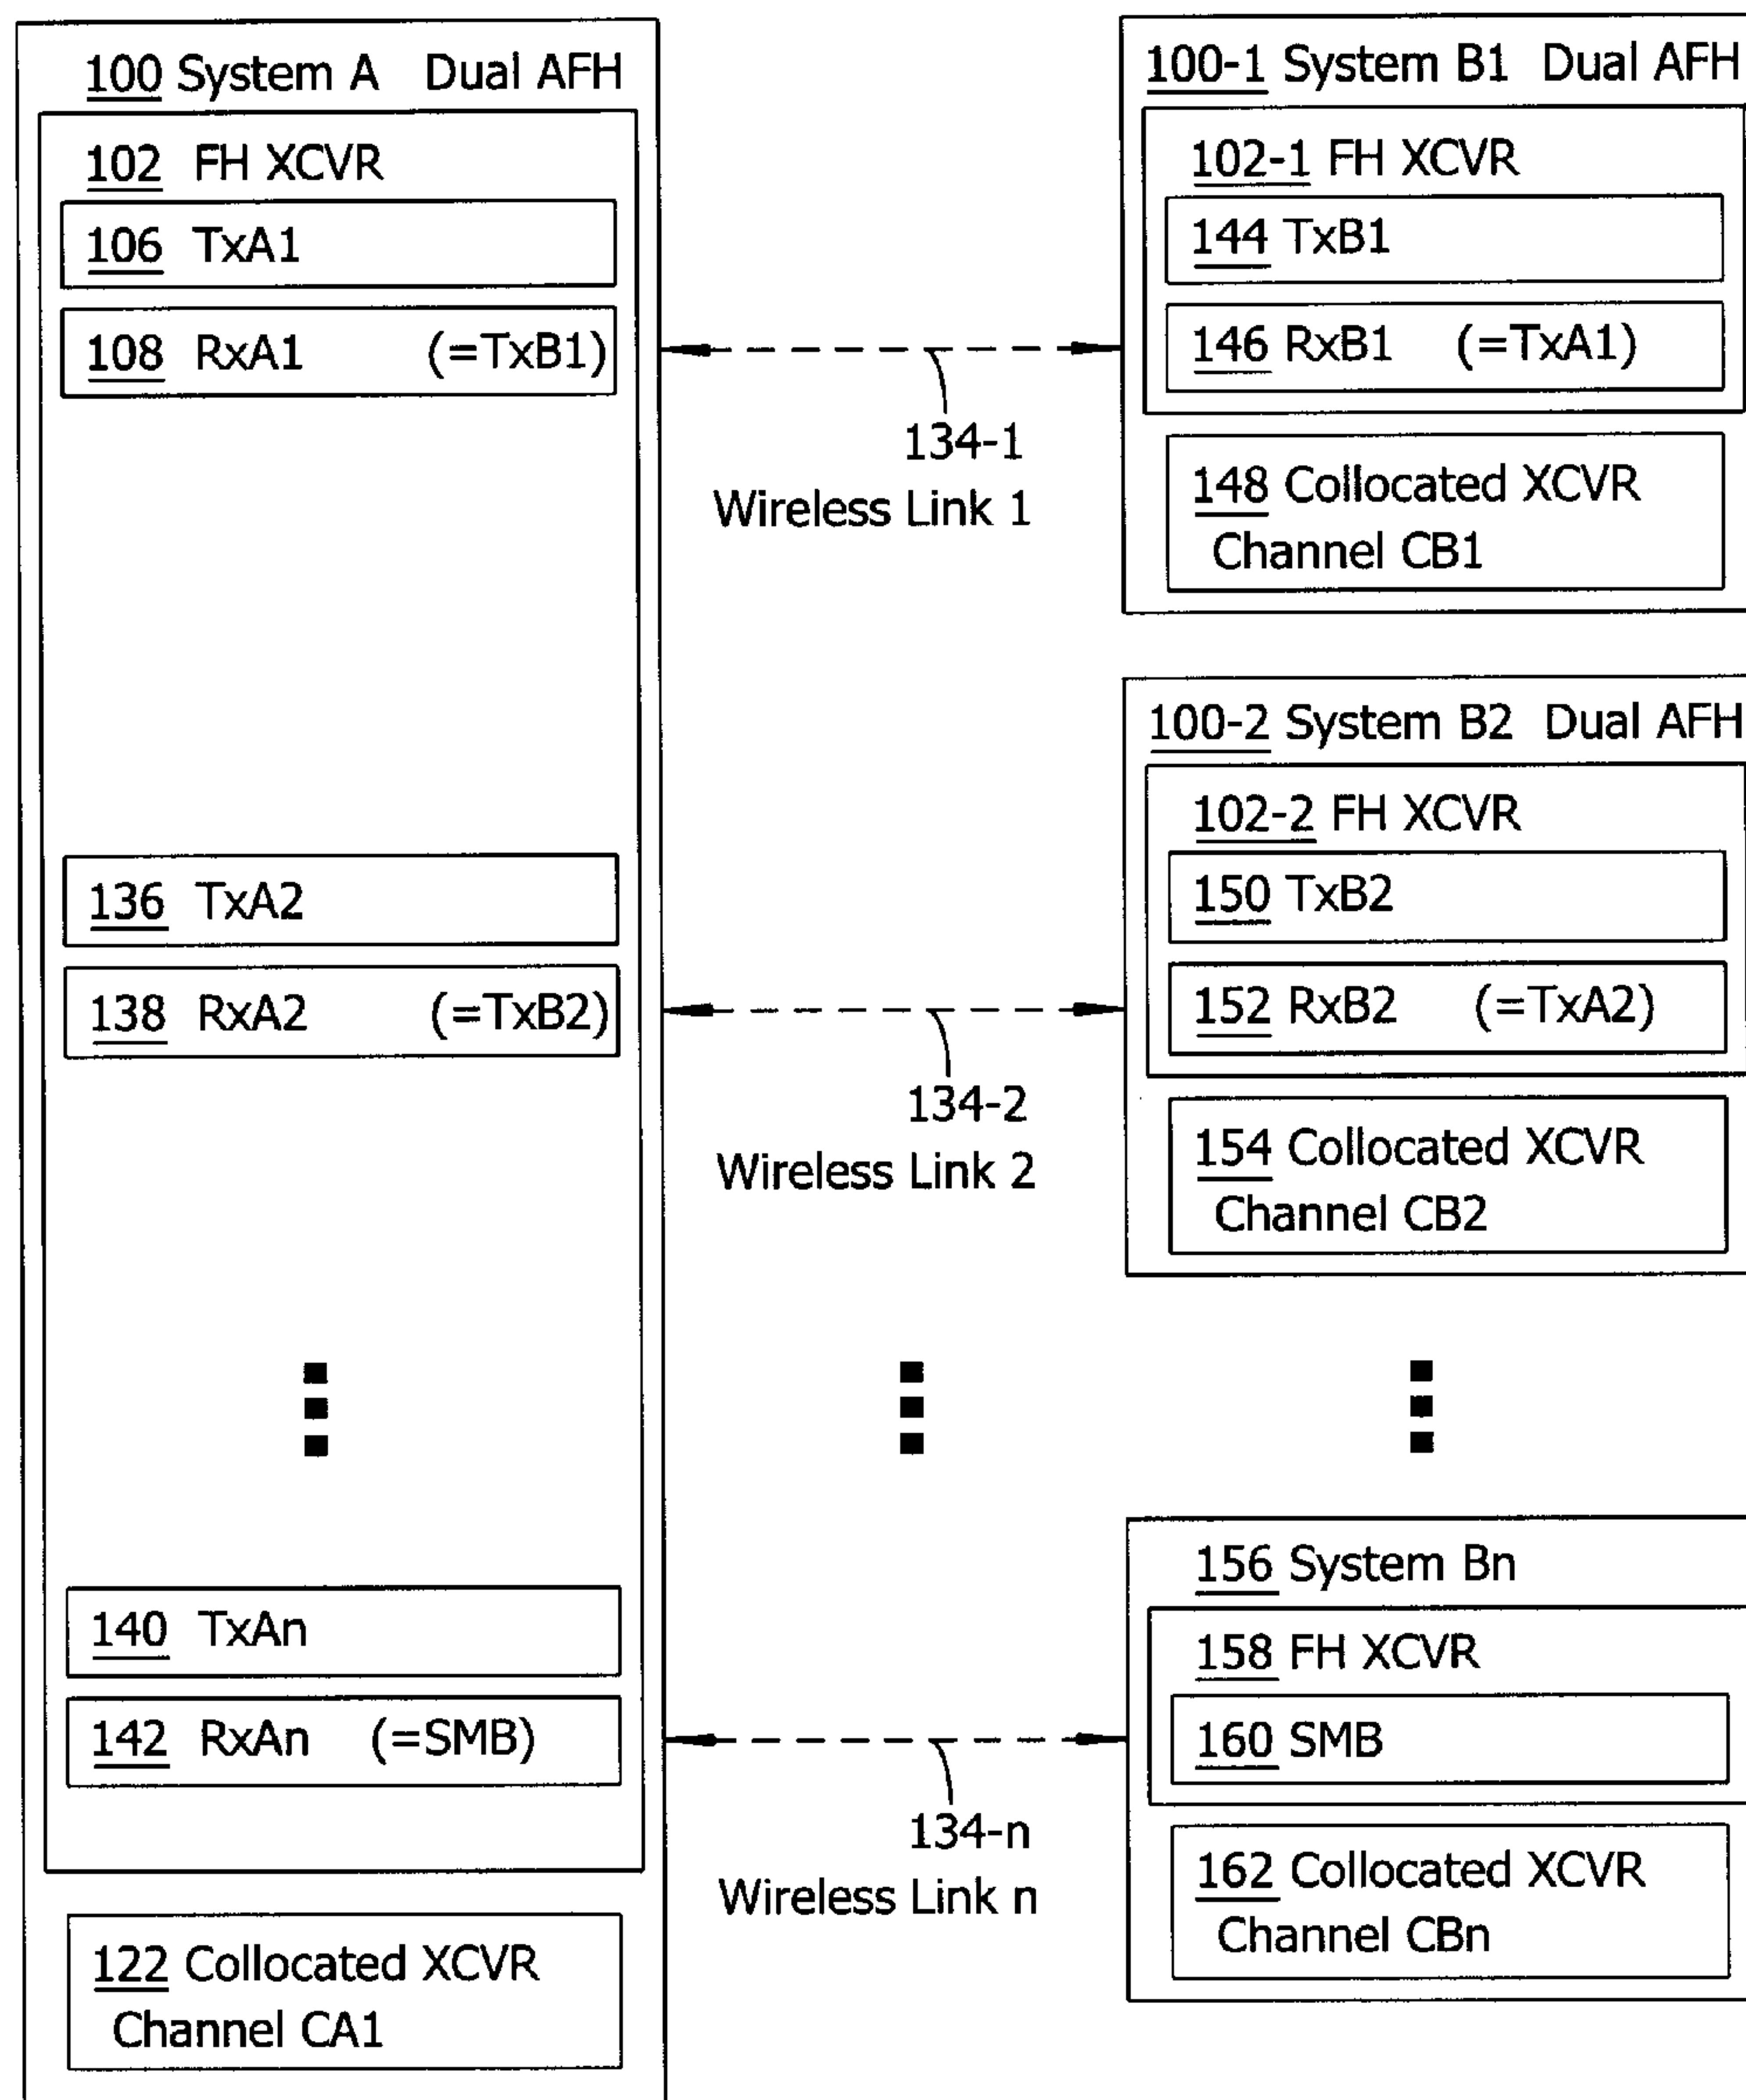 100 System A Dual AFH
102 FH XCVR
106 TxA1
108 RxA1 (=TxB1)
136 TxA2
138 RxA2 (=TxB2)
140 TxAn
142 RxAn (=SMB)
122 Collocated XCVR
Channel CA1
134-1
Wireless Link 1
134-2
Wireless Link 2
134-n
Wireless Link n
100-1 System B1 Dual AFH
102-1 FH XCVR
144 TxB1
146 RxB1 (=TxA1)
148 Collocated XCVR
Channel CB1
100-2 System B2 Dual AFH
102-2 FH XCVR
150 TxB2
152 RxB2 (=TxA2)
154 Collocated XCVR
Channel CB2
156 System Bn
158 FH XCVR
160 SMB
162 Collocated XCVR
Channel CBn